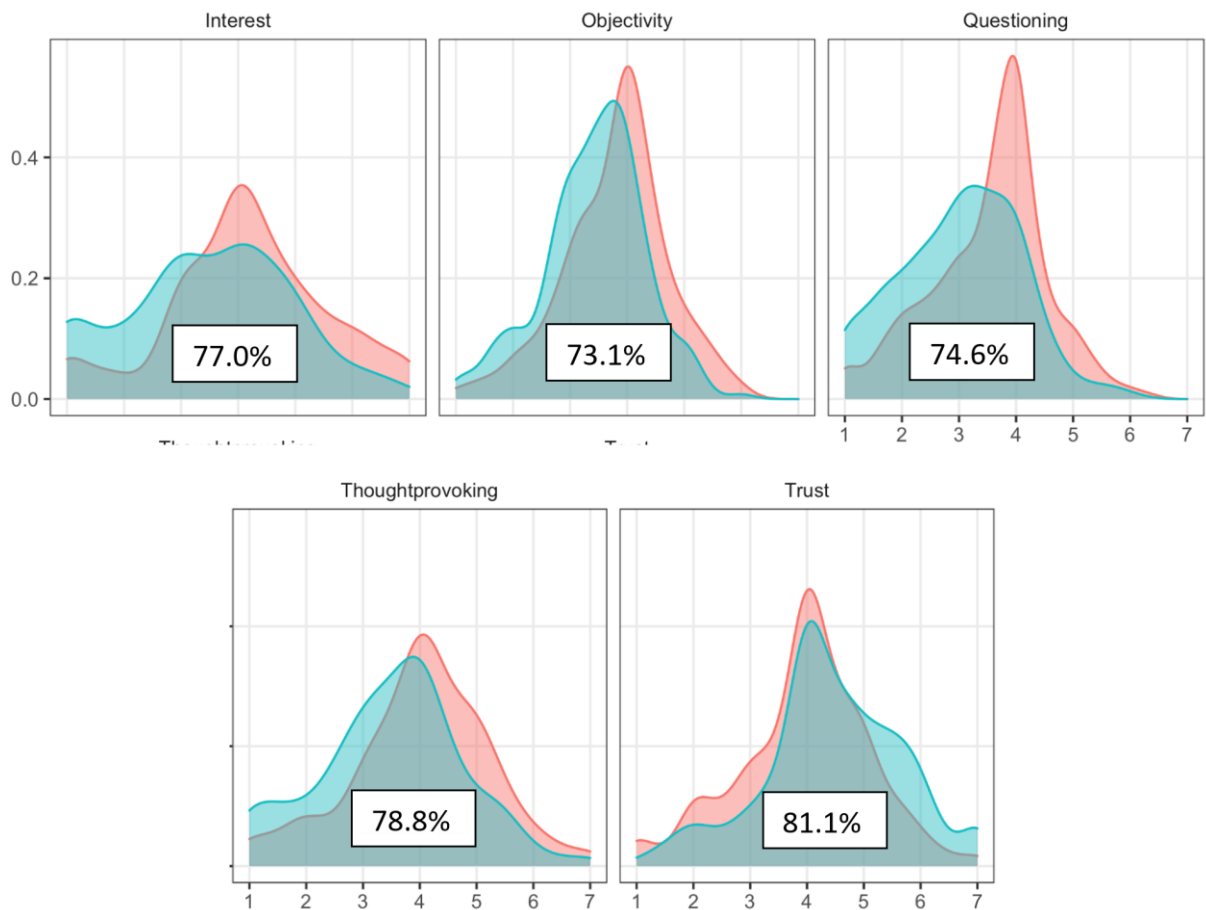 Interest Objectivity Questioning
0.4
0.2
77.0% 73.1% 74.6%
0.0
1 2 3 4 5 6 7
Thoughtprovoking Trust
78.8% 81.1%
1 2 3 4 5 6 7 1 2 3 4 5 6 7